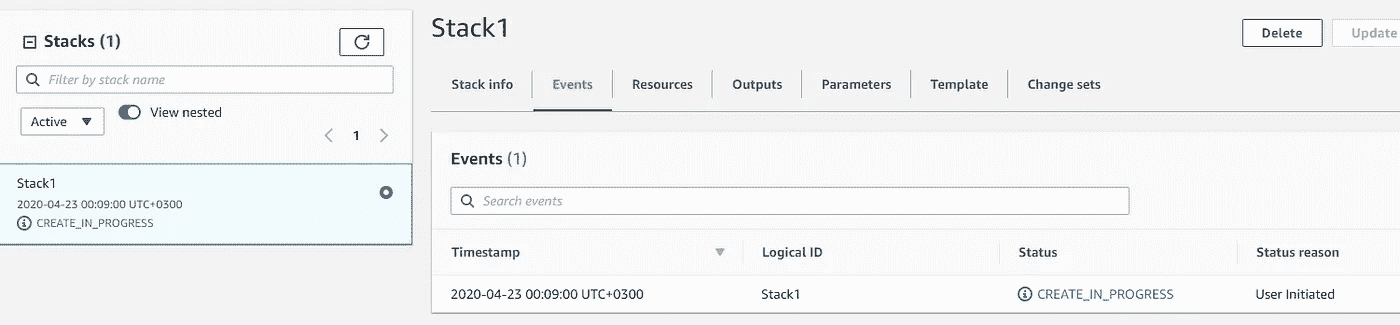 Stacks (1)
Filter by stack name
Active
View nested
1
Stack1
2020-04-23 00:09:00 UTC+0300
CREATE_IN_PROGRESS
Stack1
Delete
Update
Stack info
Events
Resources
Outputs
Parameters
Template
Change sets
Events (1)
Search events
Timestamp
Logical ID
Status
Status reason
2020-04-23 00:09:00 UTC+0300
Stack1
CREATE_IN_PROGRESS
User Initiated